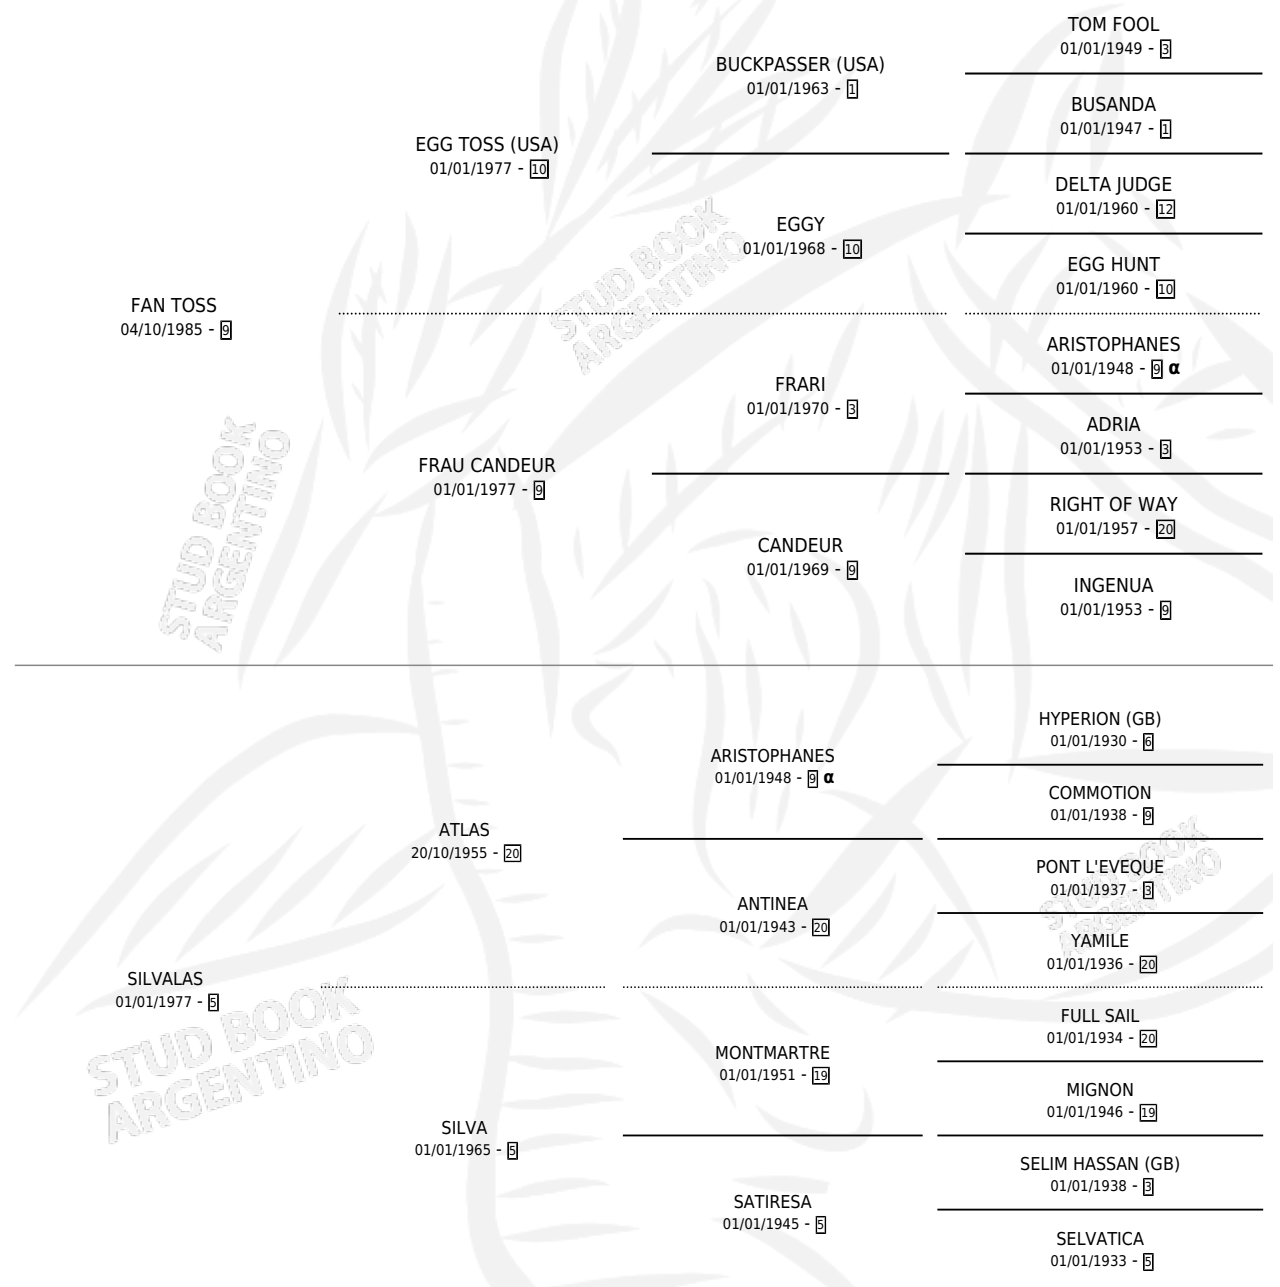 TOM FOOL
01/01/1949 - 3
BUCKPASSER (USA)
01/01/1963 - 1
BUSANDA
01/01/1947 - 1
EGG TOSS (USA)
01/01/1977 - 10
DELTA JUDGE
01/01/1960 - 12
EGGY
01/01/1968 - 10
EGG HUNT
01/01/1960 - 10
FAN TOSS
04/10/1985 - 9
ARISTOPHANES
01/01/1948 - 9 α
FRARI
01/01/1970 - 3
ADRIA
01/01/1953 - 3
FRAU CANDEUR
01/01/1977 - 9
RIGHT OF WAY
01/01/1957 - 20
CANDEUR
01/01/1969 - 9
INGENUA
01/01/1953 - 9
HYPERION (GB)
01/01/1930 - 6
ARISTOPHANES
01/01/1948 - 9 α
COMMOTION
01/01/1938 - 9
ATLAS
20/10/1955 - 20
PONT L'EVEQUE
01/01/1937 - 3
ANTINEA
01/01/1943 - 20
YAMILE
01/01/1936 - 20
SILVALAS
01/01/1977 - 5
FULL SAIL
01/01/1934 - 20
MONTMARTRE
01/01/1951 - 19
MIGNON
01/01/1946 - 19
SILVA
01/01/1965 - 5
SELIM HASSAN (GB)
01/01/1938 - 3
SATIRESA
01/01/1945 - 5
SELVATICA
01/01/1933 - 5
STUD BOOK
ARGENTINO
STUD BOOK
ARGENTINO
STUD BOOK
ARGENTINO
STUD BOOK
ARGENTINO